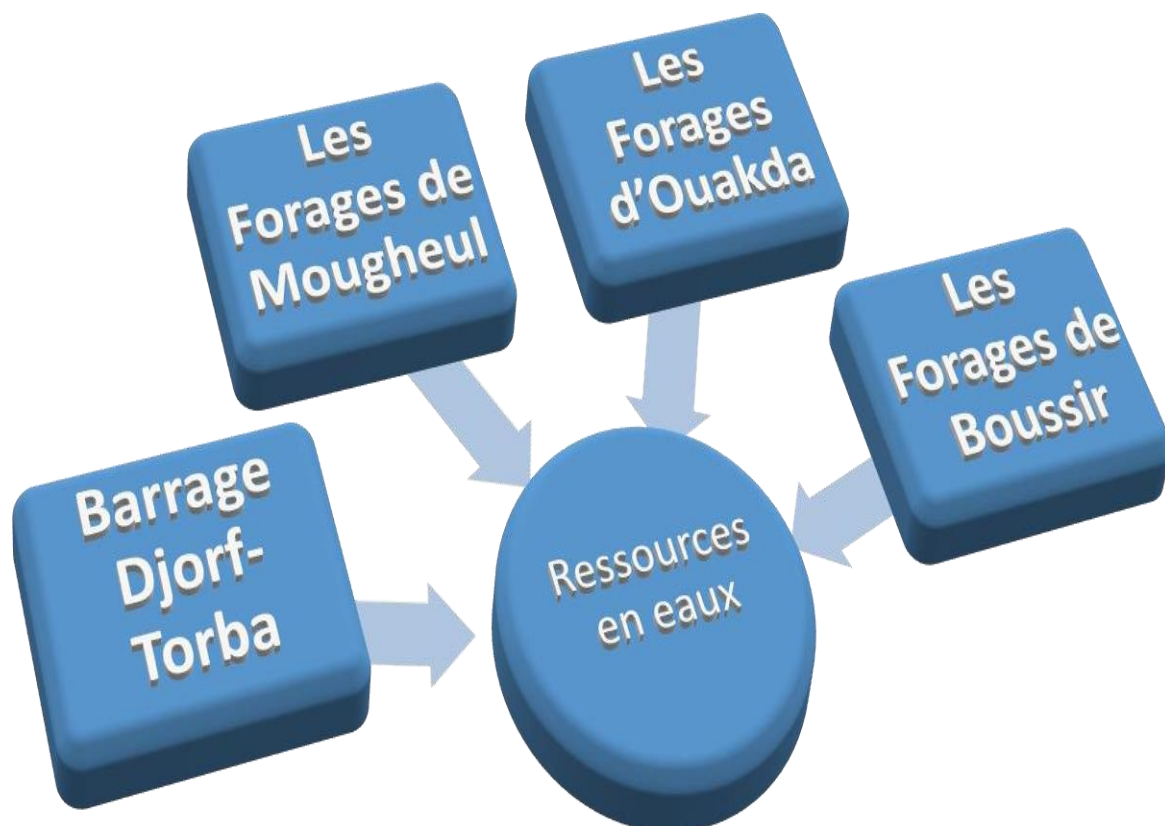 Les
Forages de
Mougheul
Les
Forages
d'Ouakda
Les
Forages de
Boussir
Barrage
Djorf-
Torba
Ressources
en eaux